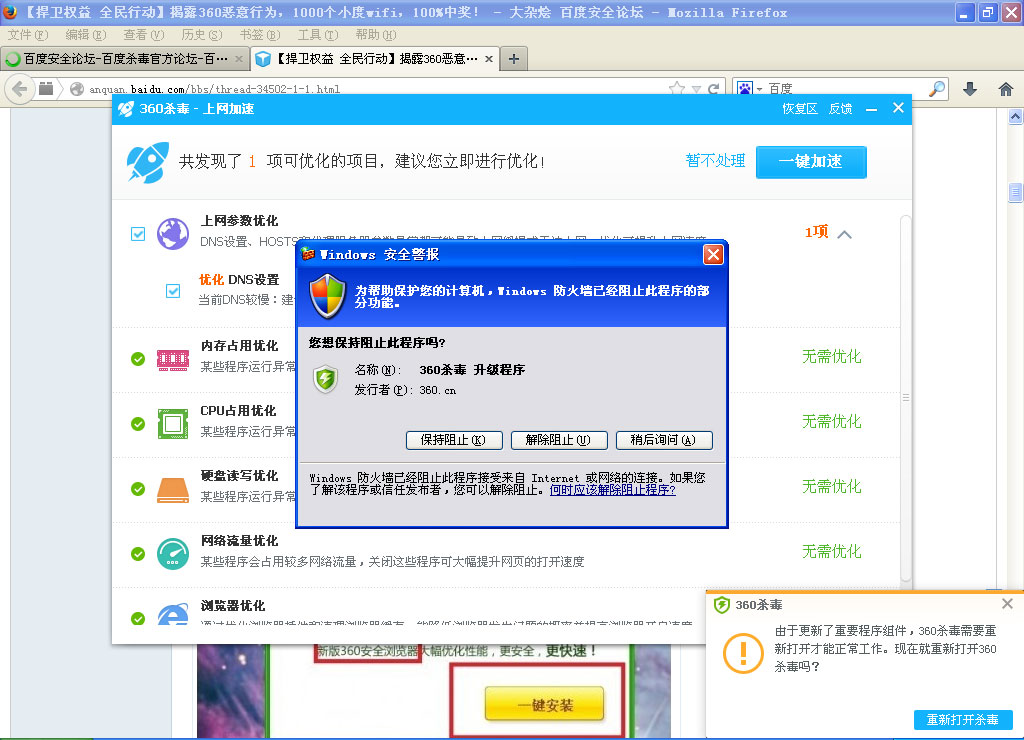 【捍卫权益 全民行动】揭露360恶意行为，1000个小度wifi，100%中奖！ - 大杂烩 百度安全论坛 - Mozilla Firefox
文件(F) 编辑(E) 查看(V) 历史(S) 书签(B) 工具(T) 帮助(H)
百度安全论坛-百度杀毒官方论坛-百… × 【捍卫权益 全民行动】揭露360恶意… × +
anquan.baidu.com/bbs/thread-34502-1-1.html 百度
360杀毒 - 上网加速 恢复区 反馈
共发现了 1 项可优化的项目，建议您立即进行优化！ 暂不处理 一键加速
上网参数优化
DNS设置、HOSTS 1项
优化 DNS设置
当前DNS较慢：建
内存占用优化
某些程序运行异常 无需优化
CPU占用优化
某些程序运行异常 无需优化
硬盘读写优化
某些程序运行异常 无需优化
网络流量优化
某些程序会占用较多网络流量，关闭这些程序可大幅提升网页的打开速度 无需优化
浏览器优化
Windows 安全警报
为帮助保护您的计算机，Windows 防火墙已经阻止此程序的部
分功能。
您想保持阻止此程序吗?
名称(N): 360杀毒 升级程序
发行者(P): 360.cn
保持阻止(K) 解除阻止(U) 稍后询问(A)
Windows 防火墙已经阻止此程序接受来自 Internet 或网络的连接。如果您
了解该程序或信任发布者，您可以解除阻止。何时应该解除阻止程序?
新版360安全浏览器大幅优化性能，更安全，更快速！
一键安装
360杀毒
由于更新了重要程序组件，360杀毒需要重
新打开才能正常工作。现在就重新打开360
杀毒吗?
重新打开杀毒